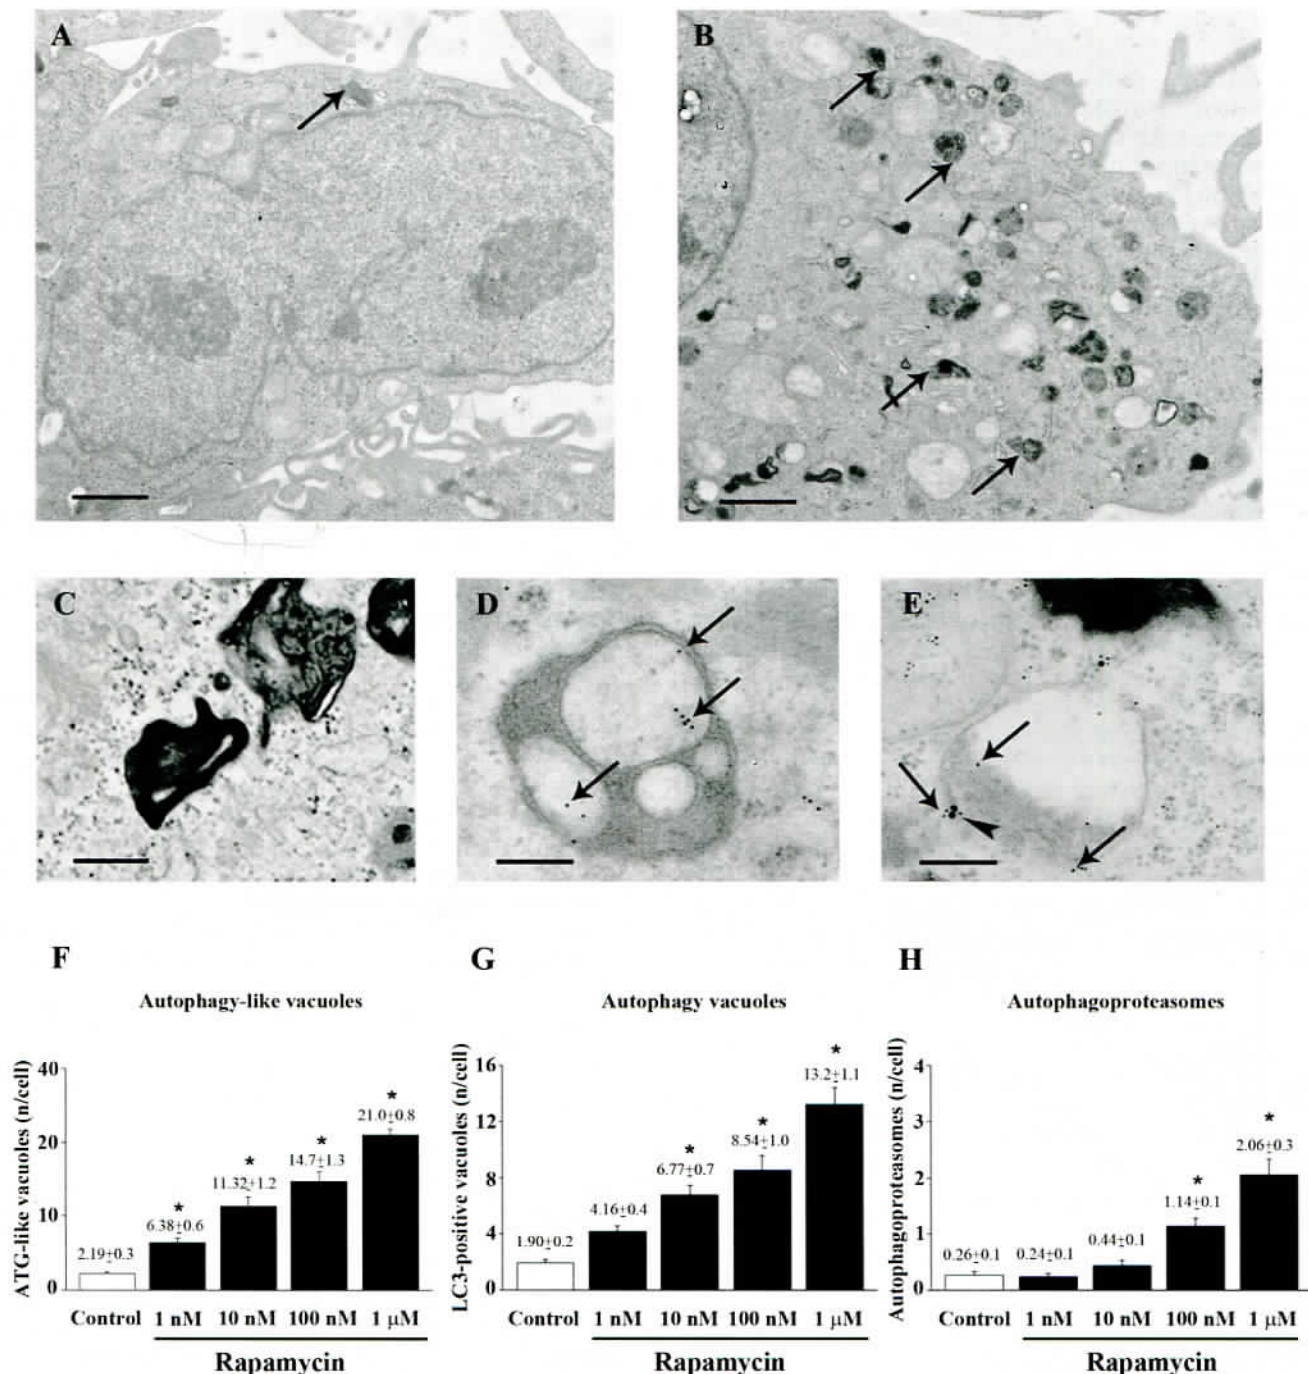 A
B
C
D
E
F
G
H
Autophagy-like vacuoles
ATG-like vacuoles (n/cell)
40
20
10
0
2.19±0.3
*
6.38±0.6
*
11.32±1.2
*
14.7±1.3
*
21.0±0.8
Control
1 nM
10 nM
100 nM
1 μM
Rapamycin
Autophagy vacuoles
LC3-positive vacuoles (n/cell)
16
12
8
4
0
1.90±0.2
4.16±0.4
*
6.77±0.7
*
8.54±1.0
*
13.2±1.1
Control
1 nM
10 nM
100 nM
1 μM
Rapamycin
Autophagoproteasomes
Autophagoproteasomes (n/cell)
4
3
2
1
0
0.26±0.1
0.24±0.1
0.44±0.1
*
1.14±0.1
*
2.06±0.3
Control
1 nM
10 nM
100 nM
1 μM
Rapamycin